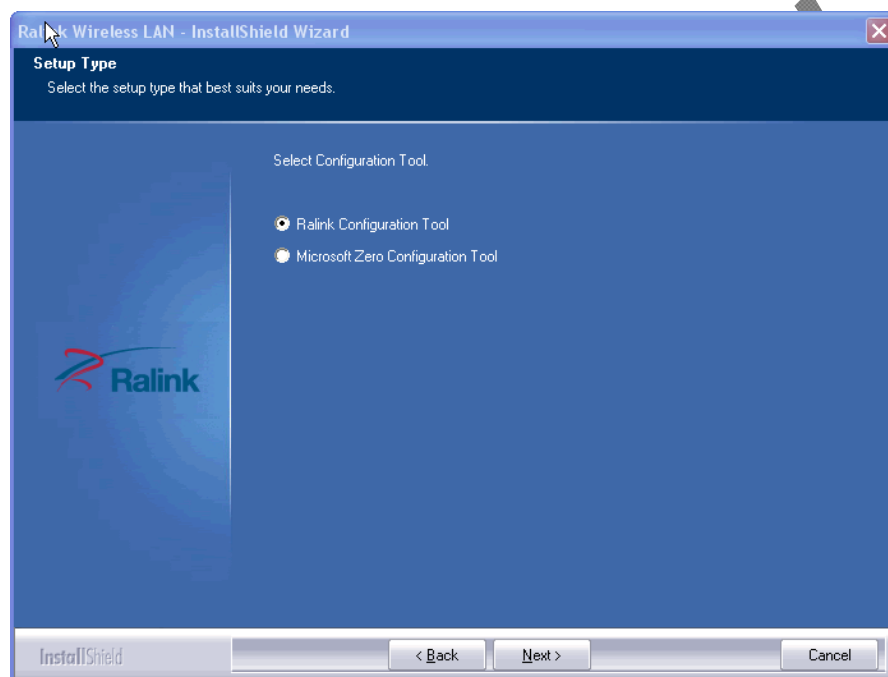 Ralink Wireless LAN - InstallShield Wizard
Setup Type
Select the setup type that best suits your needs.
Select Configuration Tool.
Ralink Configuration Tool
Microsoft Zero Configuration Tool
Ralink
InstallShield
< Back
Next >
Cancel